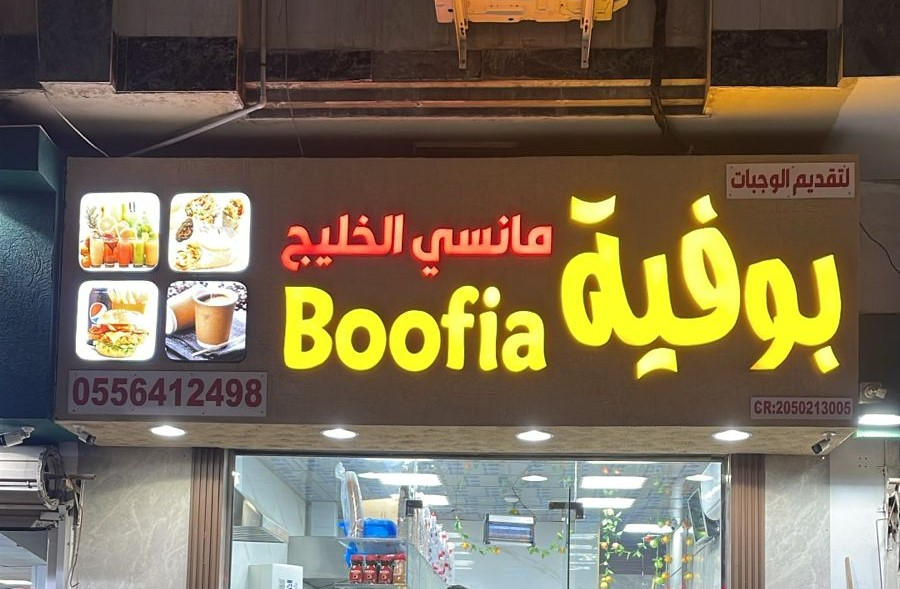 لتقديم الوجبات
بوفية
مانسي الخليج
Boofia
0556412498
CR:2050213005